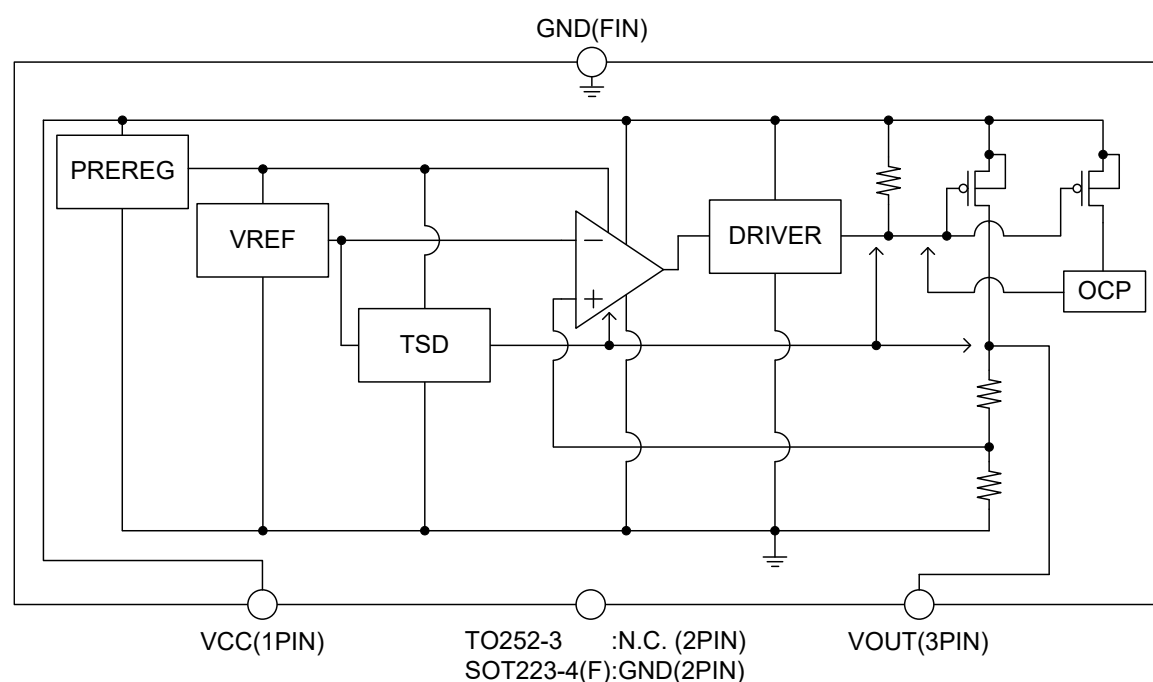 GND(FIN)
PREREG
VREF
TSD
−
+
DRIVER
OCP
VCC(1PIN)
TO252-3 :N.C. (2PIN)
SOT223-4(F):GND(2PIN)
VOUT(3PIN)